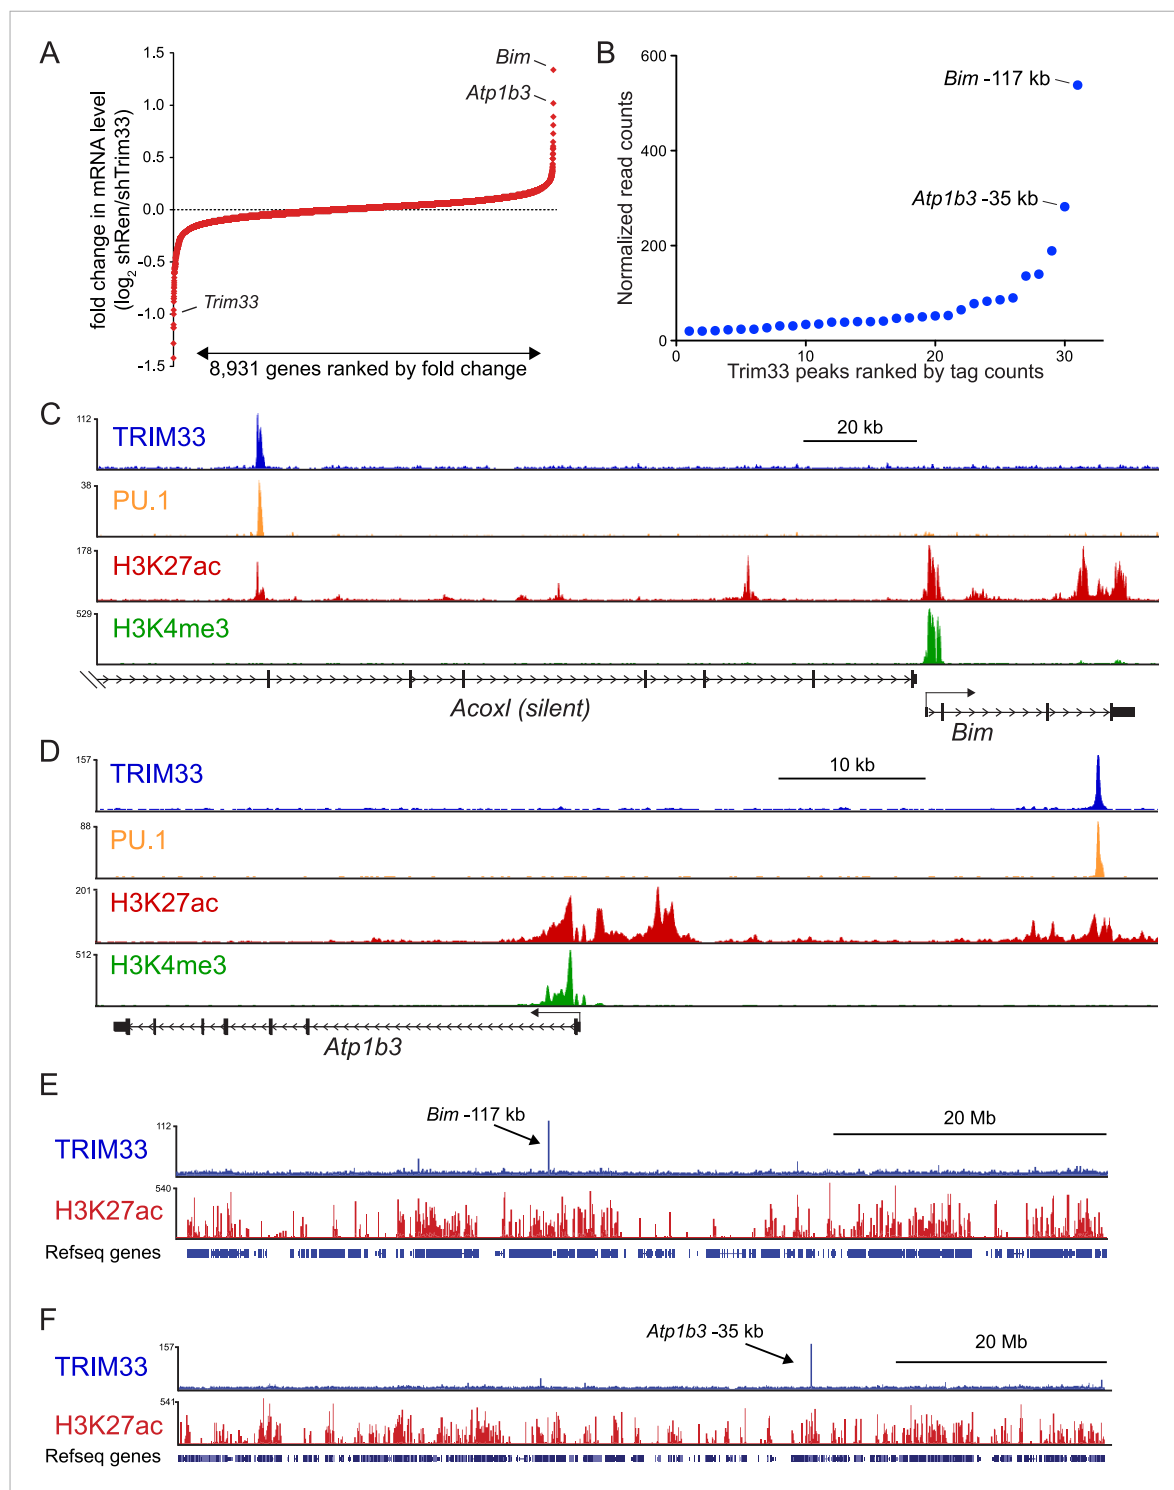 A
1.5
1.0
0.5
0.0
-0.5
-1.0
-1.5
fold change in mRNA level
(log2 shRen/shTrim33)
Bim
Atp1b3
Trim33
8,931 genes ranked by fold change
B
600
400
200
0
Normalized read counts
Bim -117 kb
Atp1b3 -35 kb
0 10 20 30
Trim33 peaks ranked by tag counts
C
112
TRIM33
20 kb
38
PU.1
178
H3K27ac
529
H3K4me3
Acoxl (silent)
Bim
D
157
TRIM33
10 kb
88
PU.1
201
H3K27ac
512
H3K4me3
Atp1b3
E
Bim -117 kb
20 Mb
112
TRIM33
540
H3K27ac
Refseq genes
F
Atp1b3 -35 kb
20 Mb
157
TRIM33
541
H3K27ac
Refseq genes